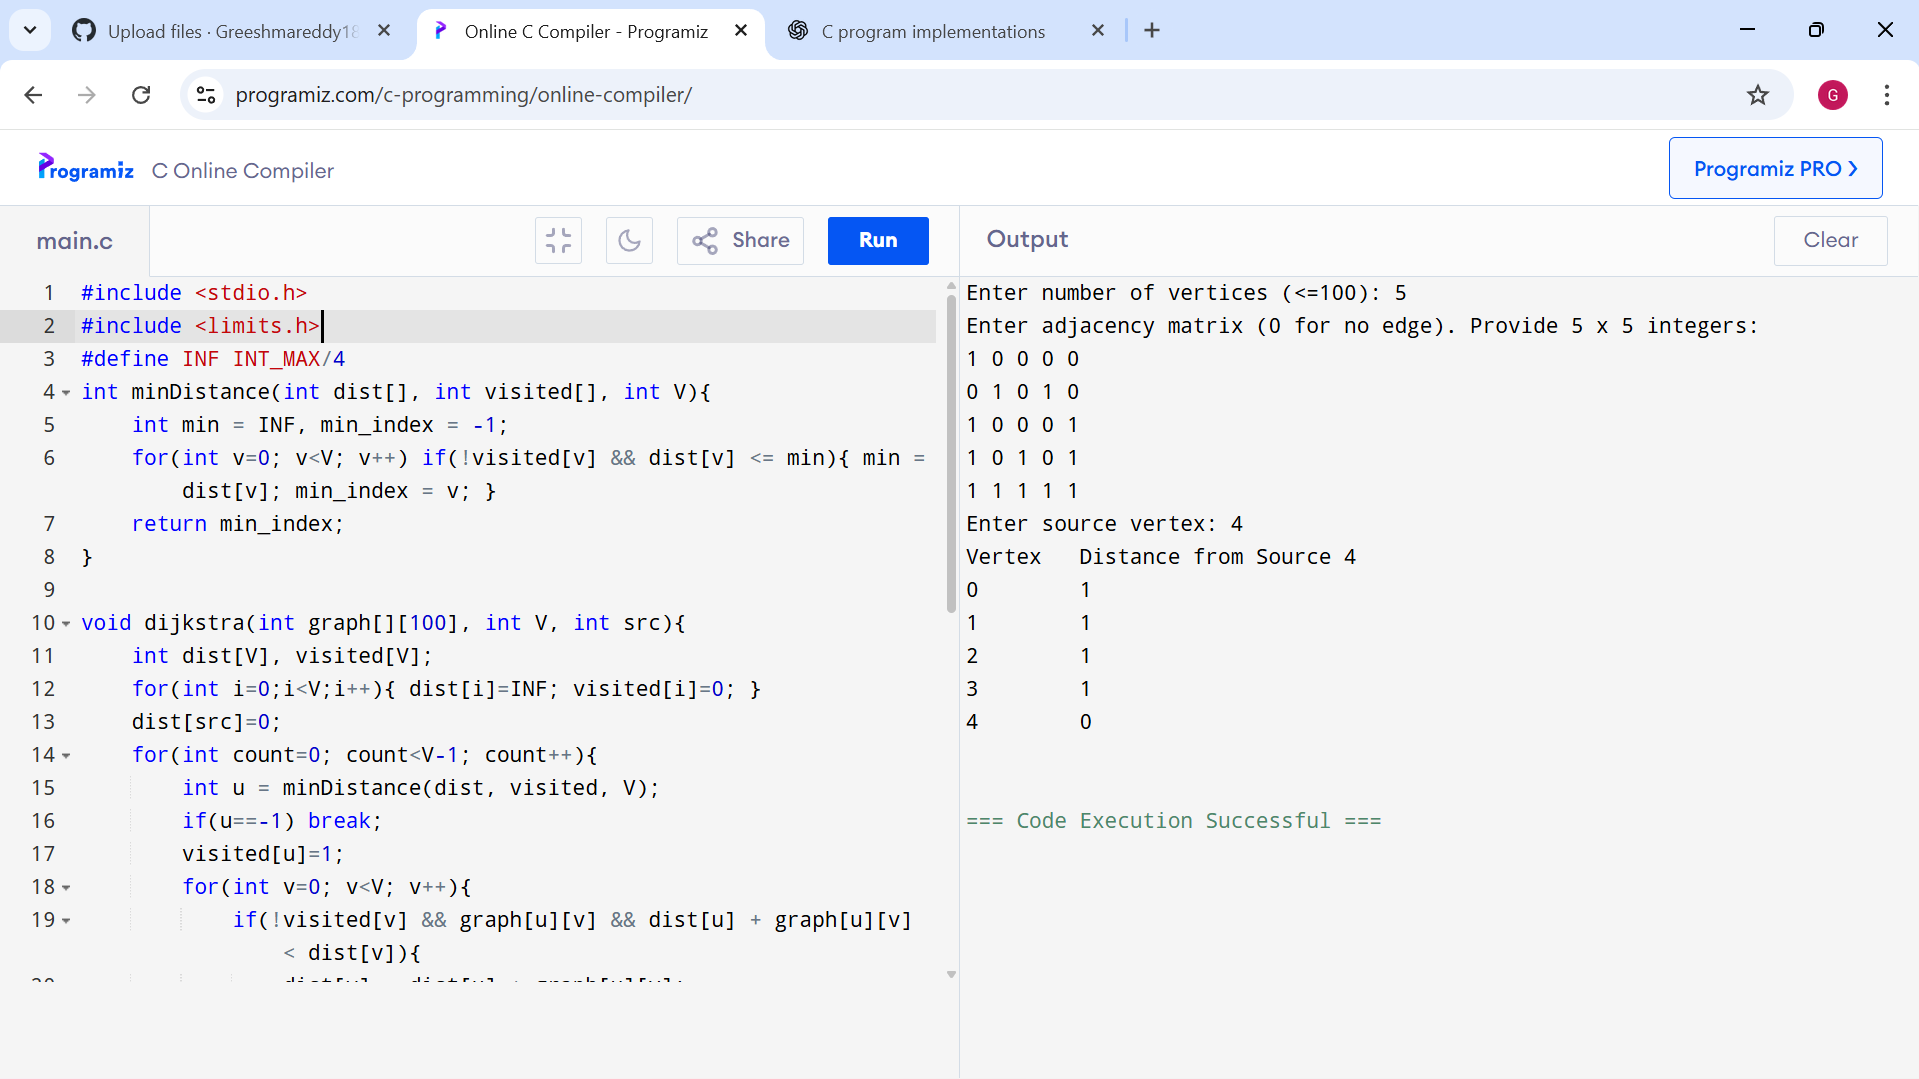 Upload files · Greeshmareddy18
Online C Compiler - Programiz
C program implementations
programiz.com/c-programming/online-compiler/
G
Programiz C Online Compiler
Programiz PRO
main.c
Share
Run
Output
Clear
1 #include <stdio.h>
2 #include <limits.h>
3 #define INF INT_MAX/4
4 int minDistance(int dist[], int visited[], int V){
5 int min = INF, min_index = -1;
6 for(int v=0; v<V; v++) if(!visited[v] && dist[v] <= min){ min =
dist[v]; min_index = v; }
7 return min_index;
8 }
9
10 void dijkstra(int graph[][100], int V, int src){
11 int dist[V], visited[V];
12 for(int i=0;i<V;i++){ dist[i]=INF; visited[i]=0; }
13 dist[src]=0;
14 for(int count=0; count<V-1; count++){
15 int u = minDistance(dist, visited, V);
16 if(u==-1) break;
17 visited[u]=1;
18 for(int v=0; v<V; v++){
19 if(!visited[v] && graph[u][v] && dist[u] + graph[u][v]
< dist[v]){
Enter number of vertices (<=100): 5
Enter adjacency matrix (0 for no edge). Provide 5 x 5 integers:
1 0 0 0 0
0 1 0 1 0
1 0 0 0 1
1 0 1 0 1
1 1 1 1 1
Enter source vertex: 4
Vertex Distance from Source 4
0 1
1 1
2 1
3 1
4 0
=== Code Execution Successful ===